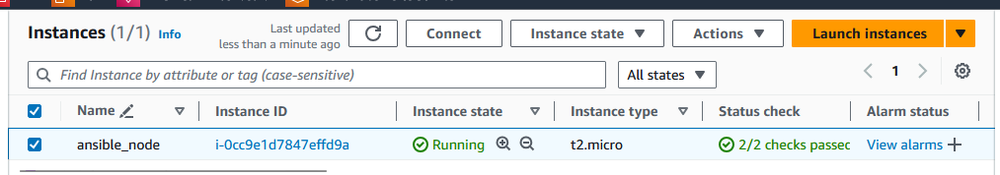 Instances (1/1) Info
Last updated
less than a minute ago
Connect
Instance state
Actions
Launch instances
Find Instance by attribute or tag (case-sensitive)
All states
1
Name Instance ID Instance state Instance type Status check Alarm status
ansible_node i-0cc9e1d7847effd9a Running t2.micro 2/2 checks passec View alarms